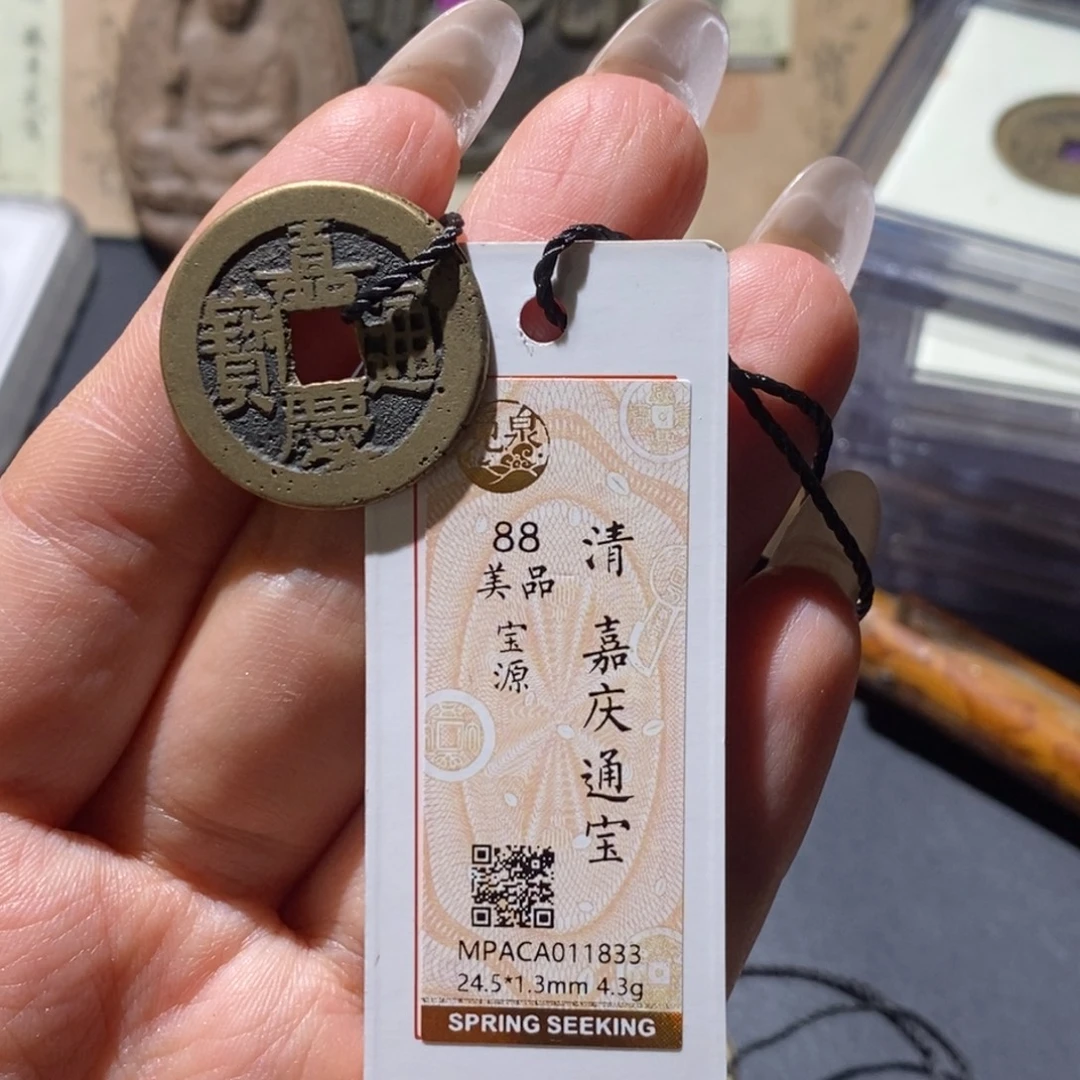 嘉慶通寶
泉
清 嘉庆通宝
88
美品
宝源
MPACA011833
24.5*1.3mm 4.3g
SPRING SEEKING